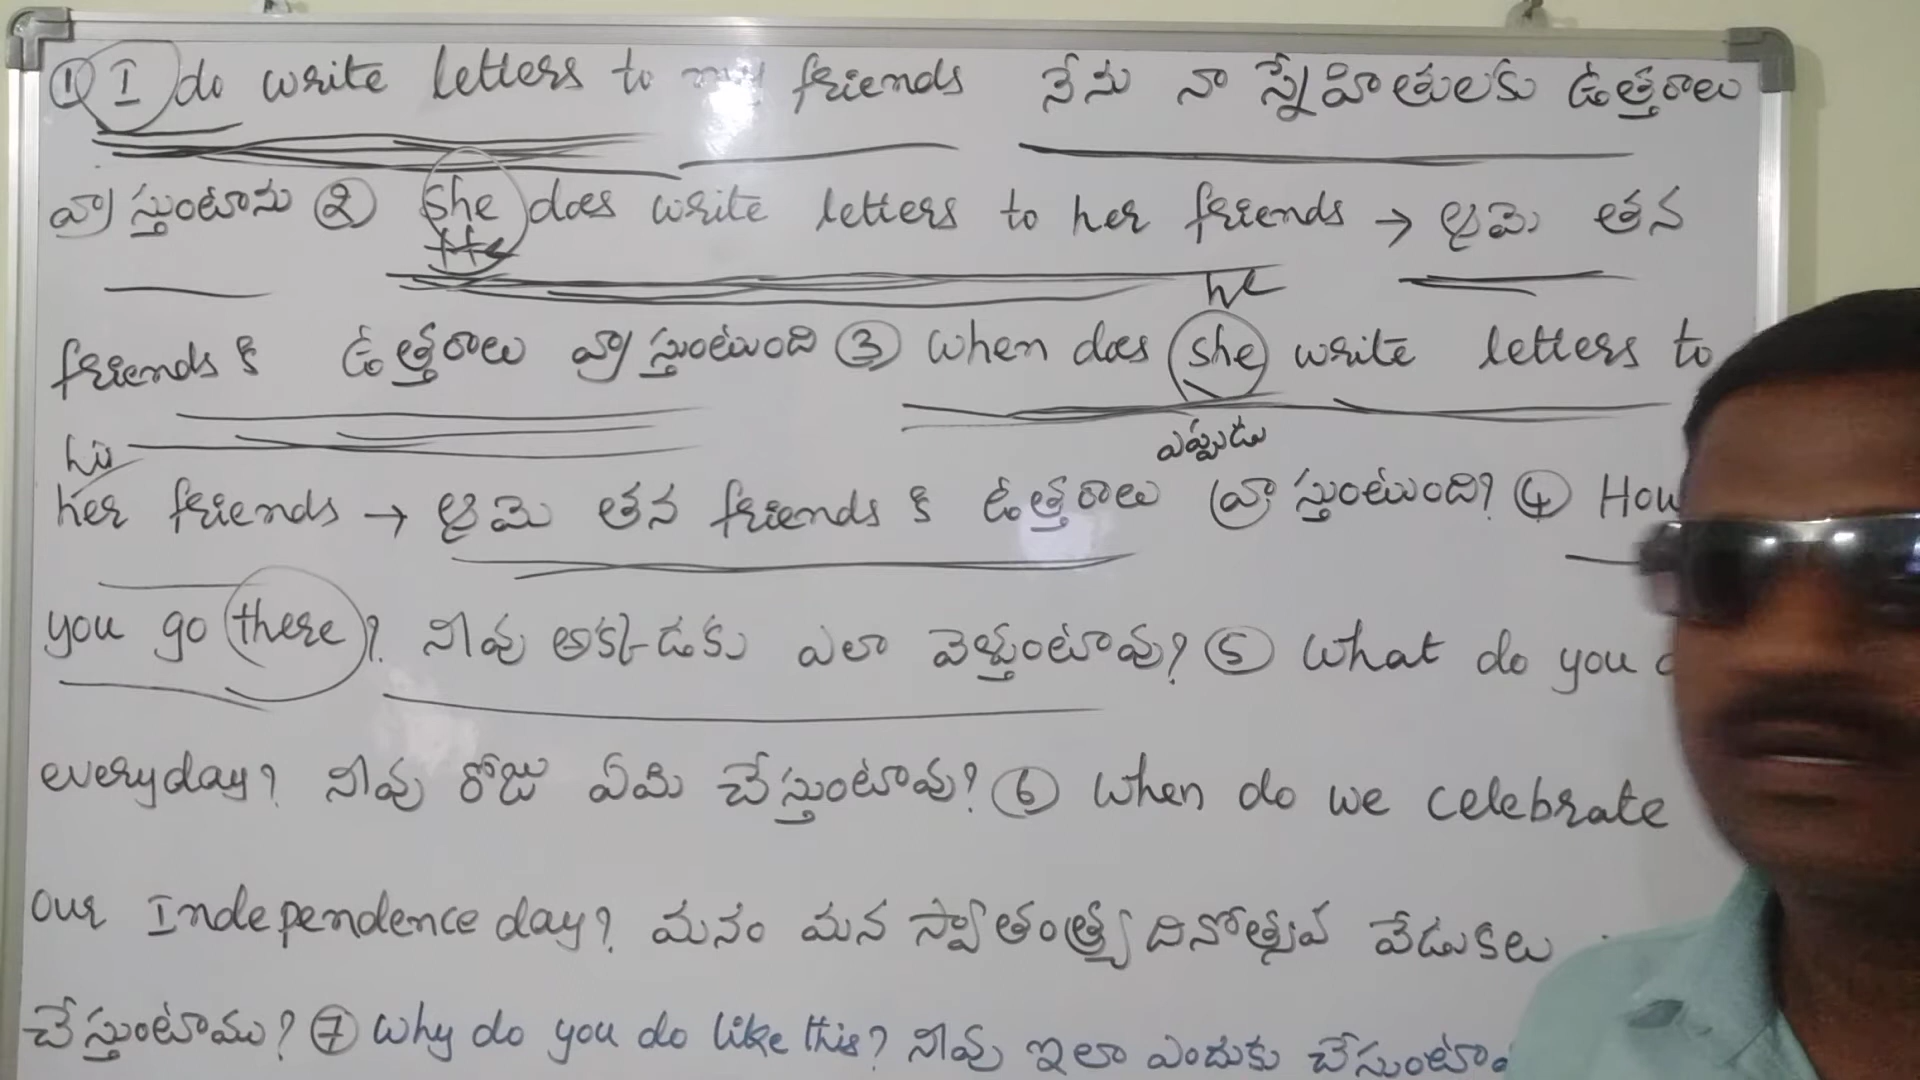 ① I do write letters to my friends నేను నా స్నేహితులకు ఉత్తరాలు
వ్రాస్తుంటాను ② she does write letters to her friends → ఆమె తన
he
friends కి ఉత్తరాలు వ్రాస్తుంటుంది ③ When does she write letters to
his ఎప్పుడు
her friends → ఆమె తన friends కి ఉత్తరాలు వ్రాస్తుంటుంది? ④ How
you go there? నీవు అక్కడకు ఎలా వెళ్తుంటావు? ⑤ What do you
everyday? నీవు రోజు ఏమి చేస్తుంటావు? ⑥ When do we celebrate
our Independence day? మనం మన స్వాతంత్ర్య దినోత్సవ వేడుకలు
చేస్తుంటాము? ⑦ Why do you do like this? నీవు ఇలా ఎందుకు